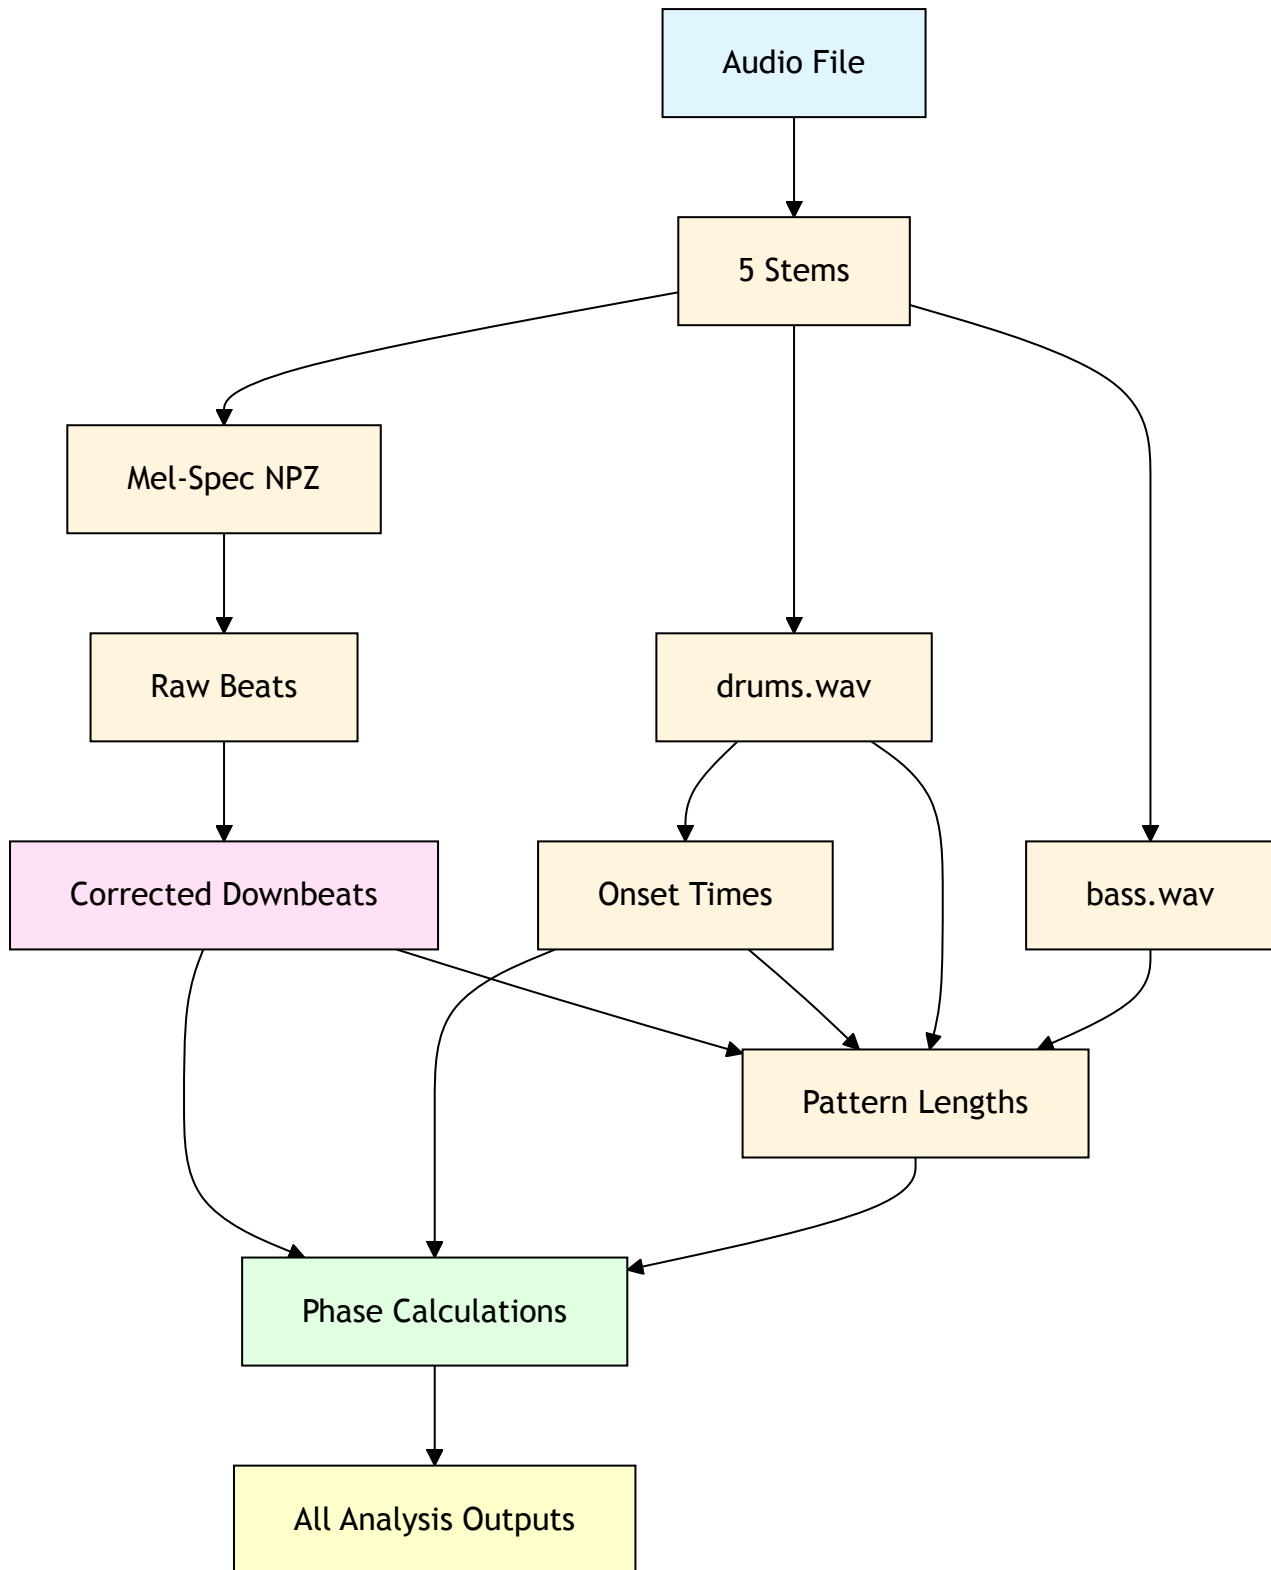 Audio File
5 Stems
Mel-Spec NPZ
Raw Beats
drums.wav
Corrected Downbeats
Onset Times
bass.wav
Pattern Lengths
Phase Calculations
All Analysis Outputs